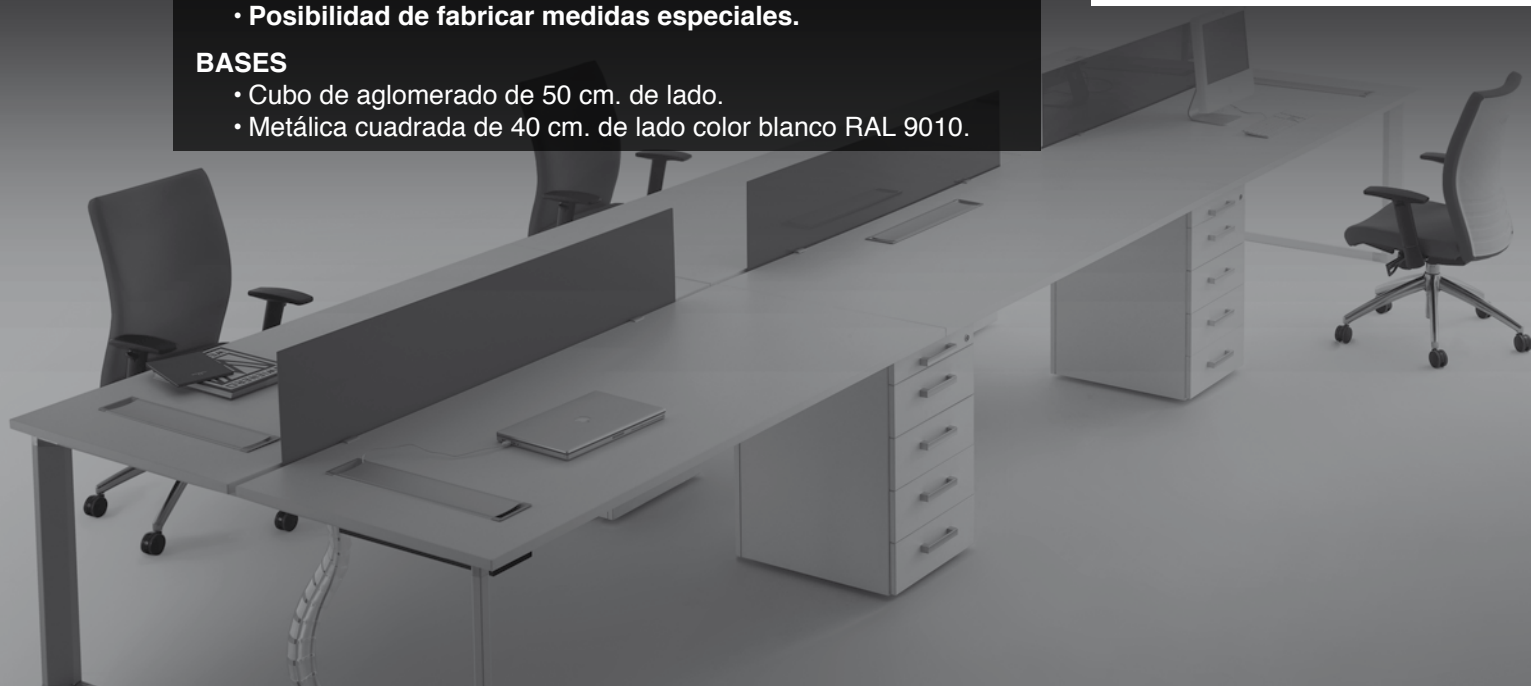 • Posibilidad de fabricar medidas especiales.
BASES
• Cubo de aglomerado de 50 cm. de lado.
• Metálica cuadrada de 40 cm. de lado color blanco RAL 9010.